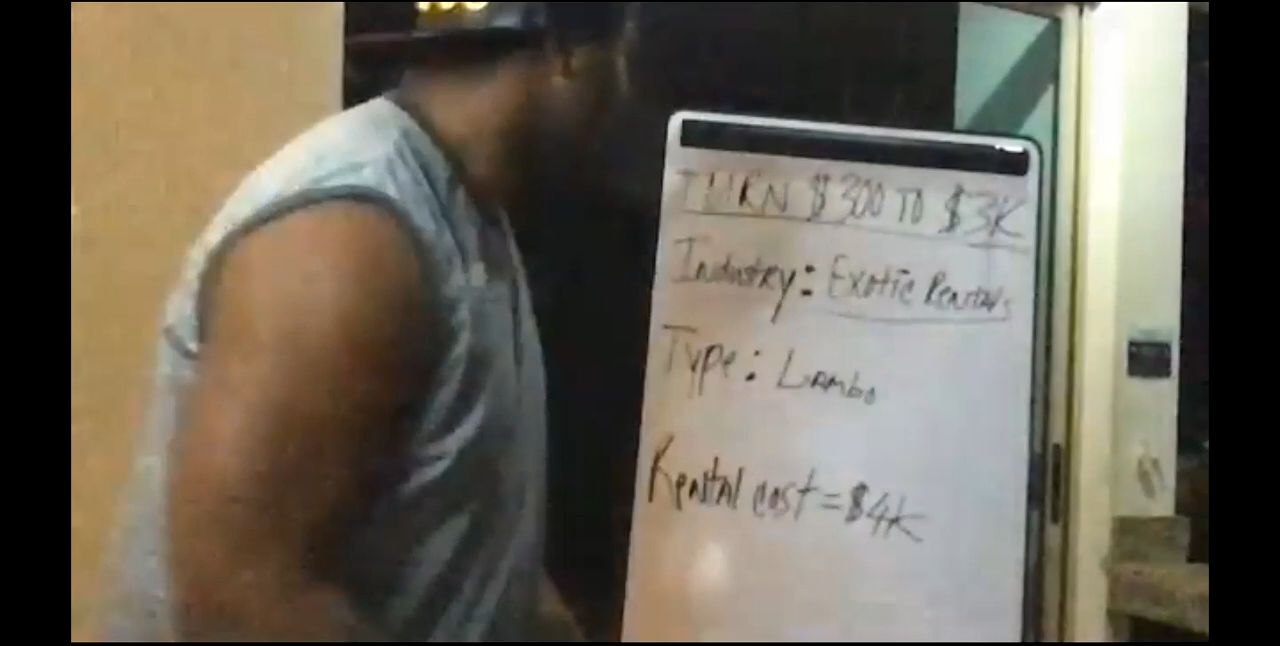 TURN $300 TO $3K
Industry: Exotic Rentals
Type: Lambo
Rental cost = $4K